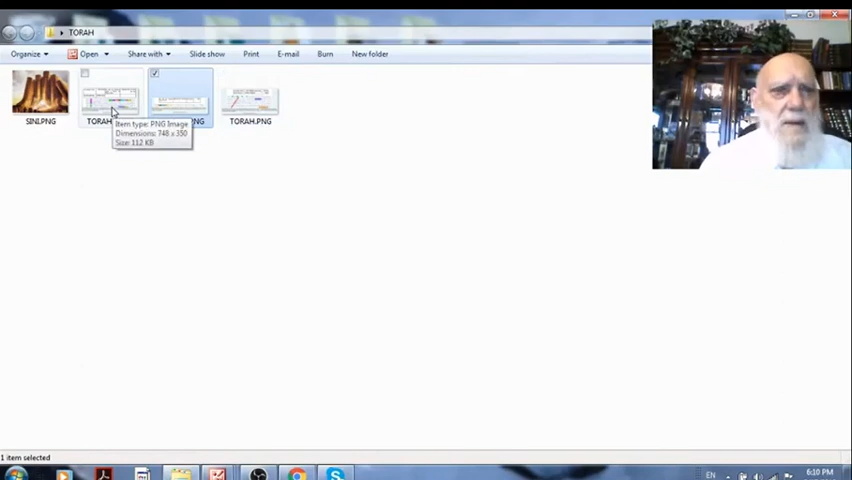 TORAH
Organize Open Share with Slide show Print E-mail Burn New folder
SINI.PNG TORAH PNG TORAH.PNG
Item type: PNG Image
Dimensions: 748 x 350
Size: 112 KB
1 item selected
EN 6:10 PM